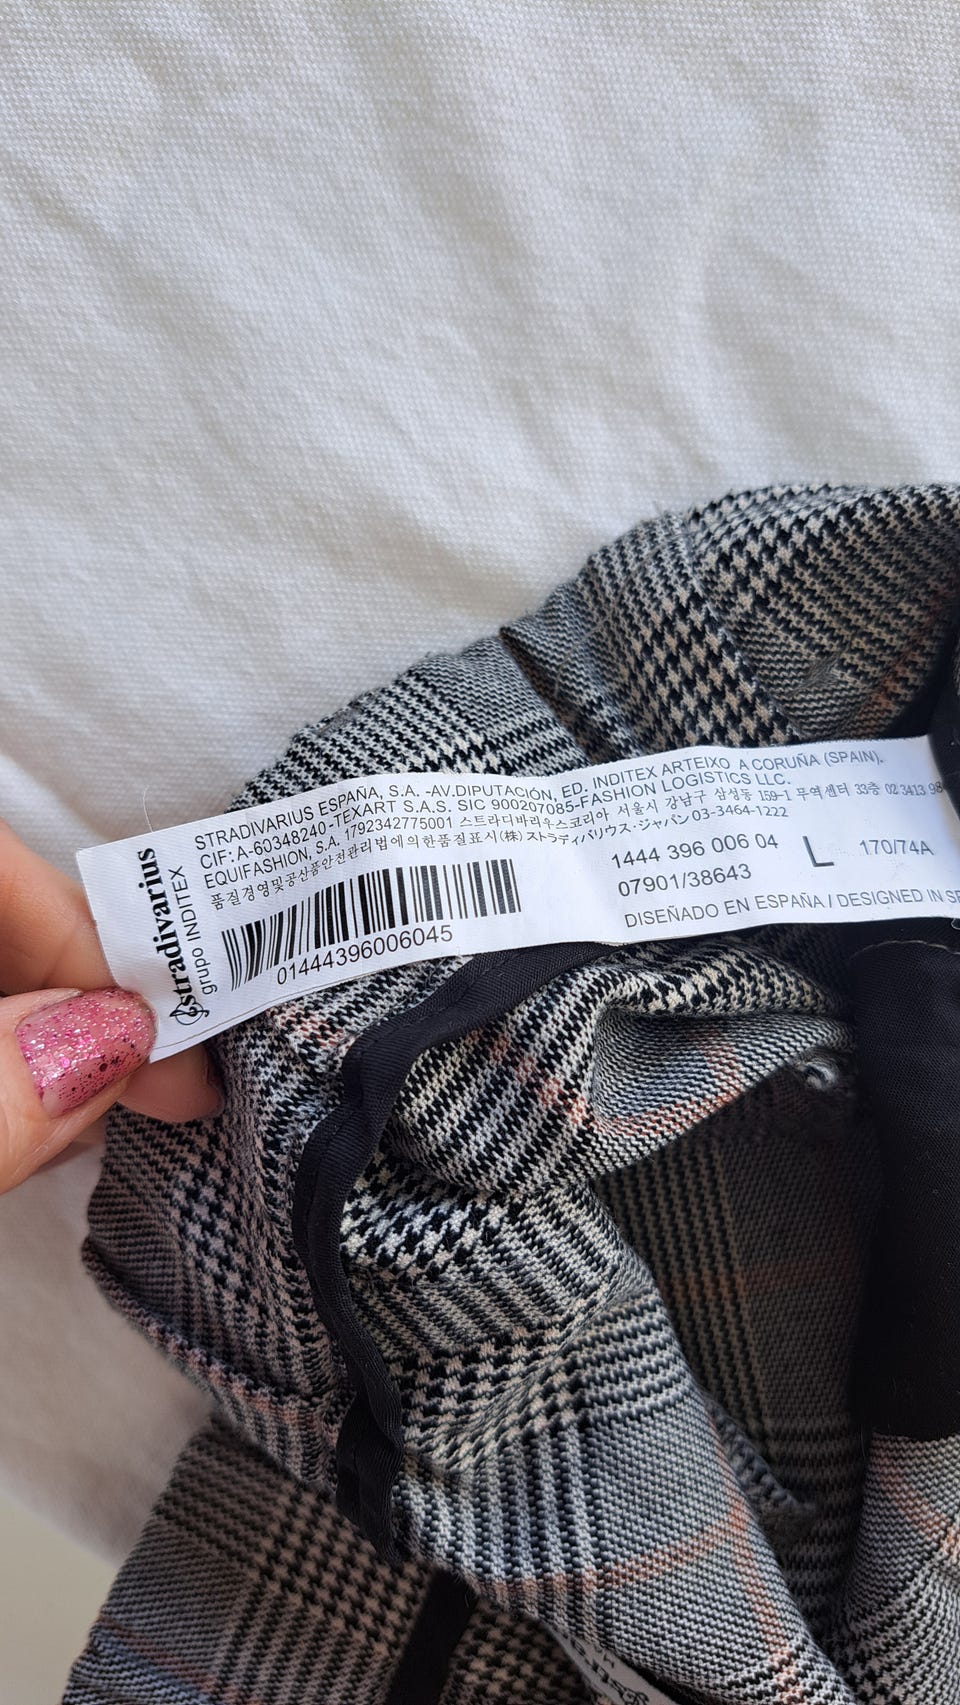 stradivarius
grupo INDITEX
STRADIVARIUS ESPAÑA, S.A. -AV.DIPUTACIÓN, ED. INDITEX ARTEIXO A CORUÑA (SPAIN).
CIF:A-60348240-TEXART S.A.S. SIC 900207085-FASHION LOGISTICS LLC.
EQUIFASHION, S.A. 1792342775001 스트라디바리우스코리아 서울시 강남구 삼성동 159-1 무역센터 33층 02 3413 98
품질경영및공산품안전관리법에의한품질표시(株) ストラディバリウス·ジャパン03-3464-1222
01444396006045
1444 396 006 04 L 170/74A
07901/38643
DISEÑADO EN ESPAÑA / DESIGNED IN